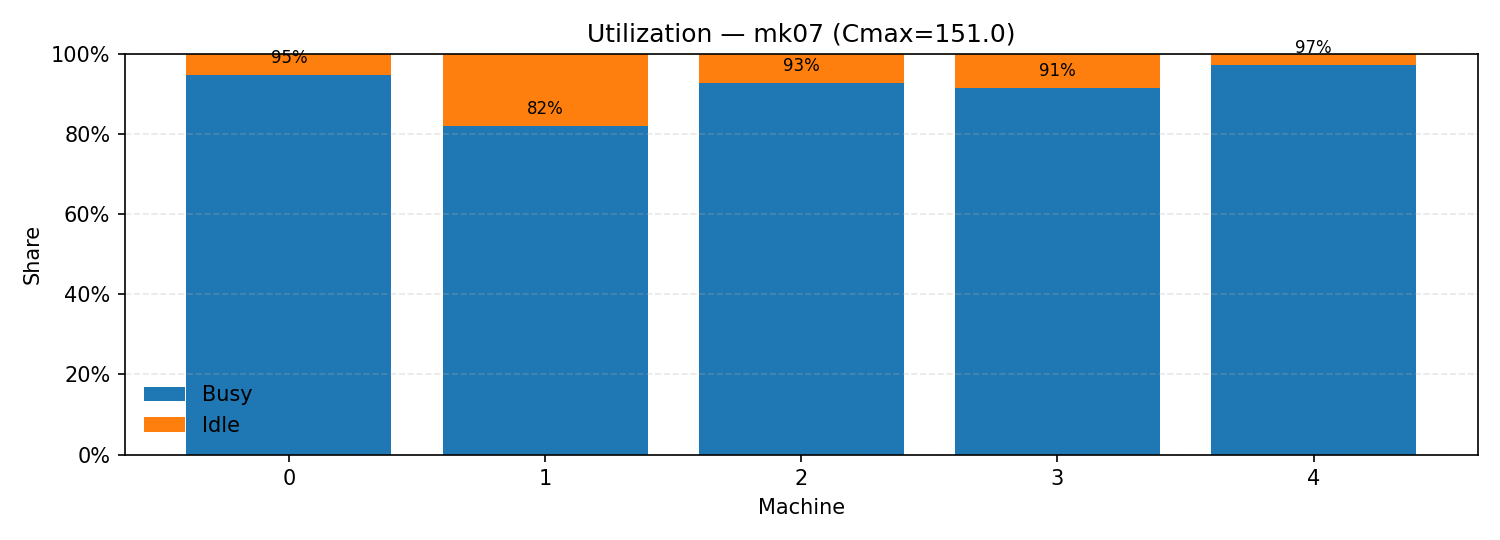 Utilization — mk07 (Cmax=151.0)
100%
80%
60%
40%
20%
0%
Share
95%
82%
93%
91%
97%
Busy
Idle
0 1 2 3 4
Machine